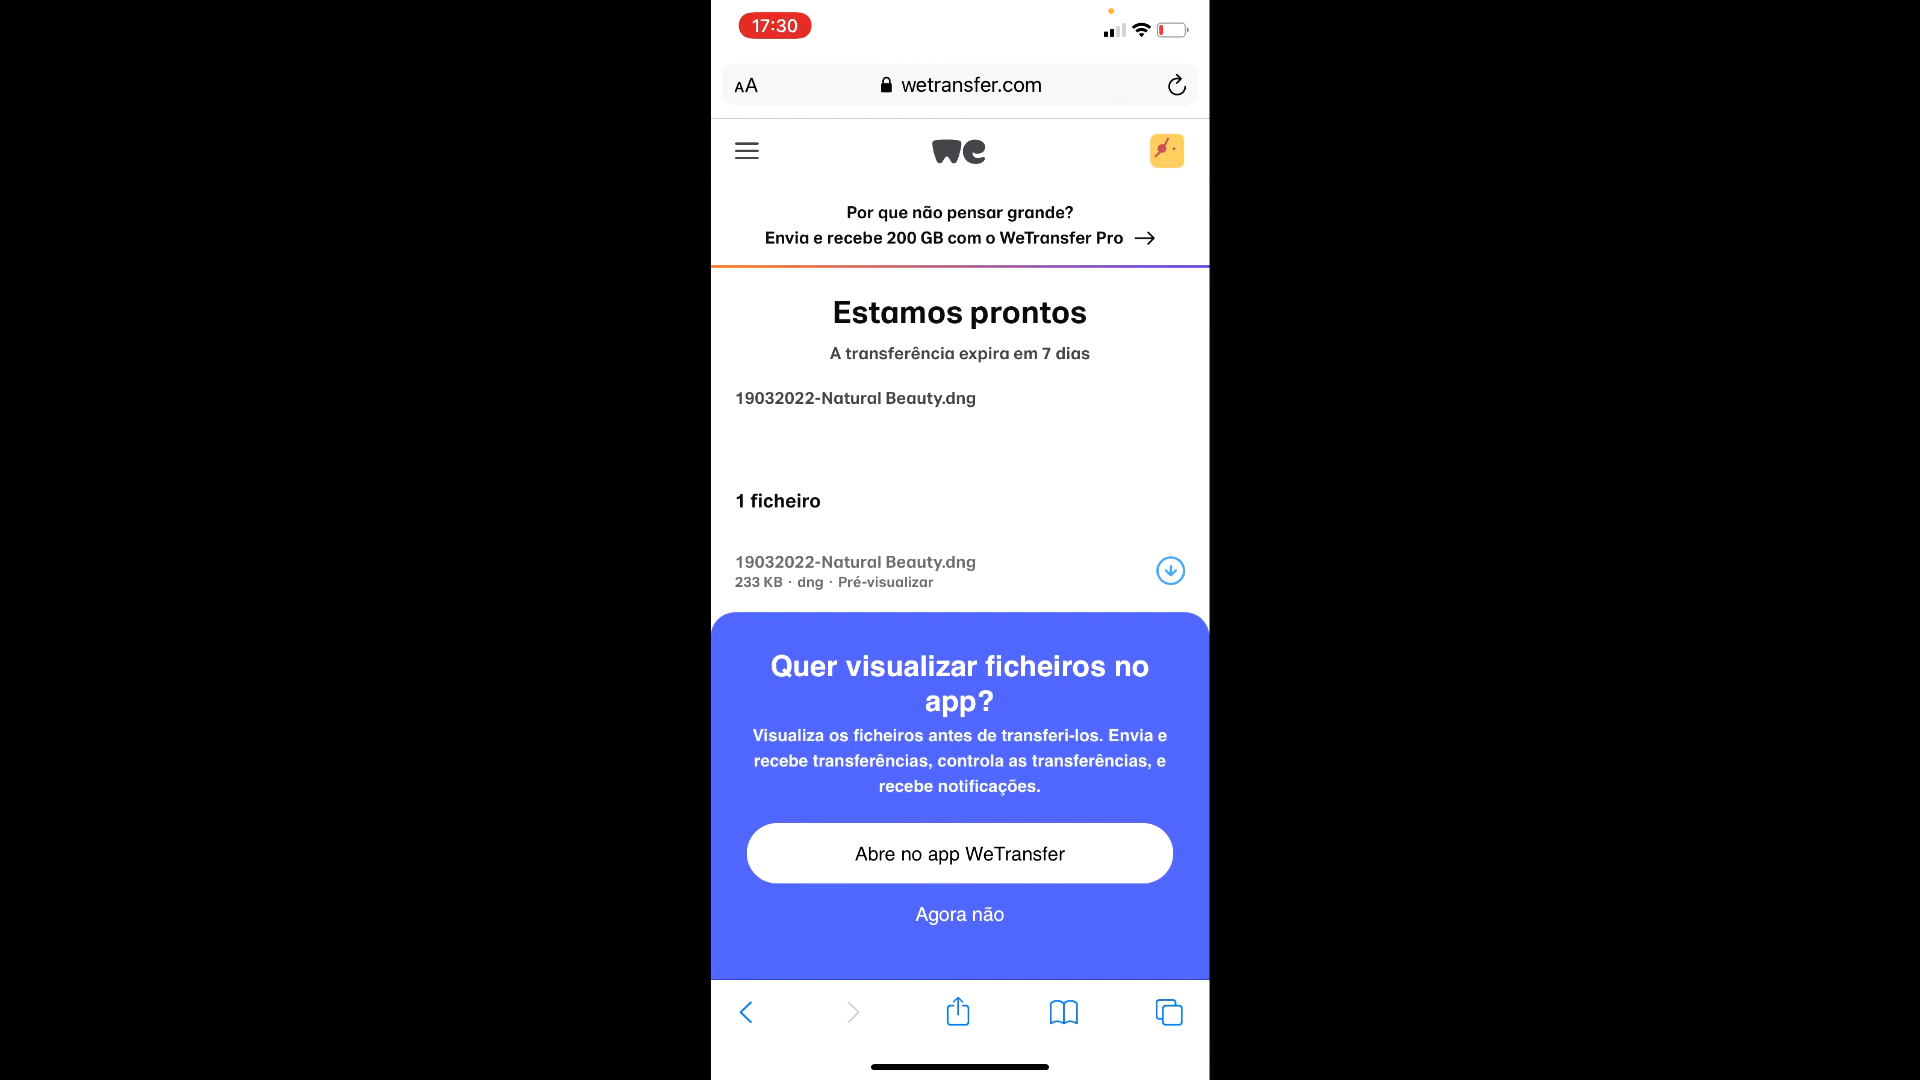 17:30
AA
wetransfer.com
we
Por que não pensar grande?
Envia e recebe 200 GB com o WeTransfer Pro →
Estamos prontos
A transferência expira em 7 dias
19032022-Natural Beauty.dng
1 ficheiro
19032022-Natural Beauty.dng
233 KB · dng · Pré-visualizar
Quer visualizar ficheiros no
app?
Visualiza os ficheiros antes de transferi-los. Envia e
recebe transferências, controla as transferências, e
recebe notificações.
Abre no app WeTransfer
Agora não